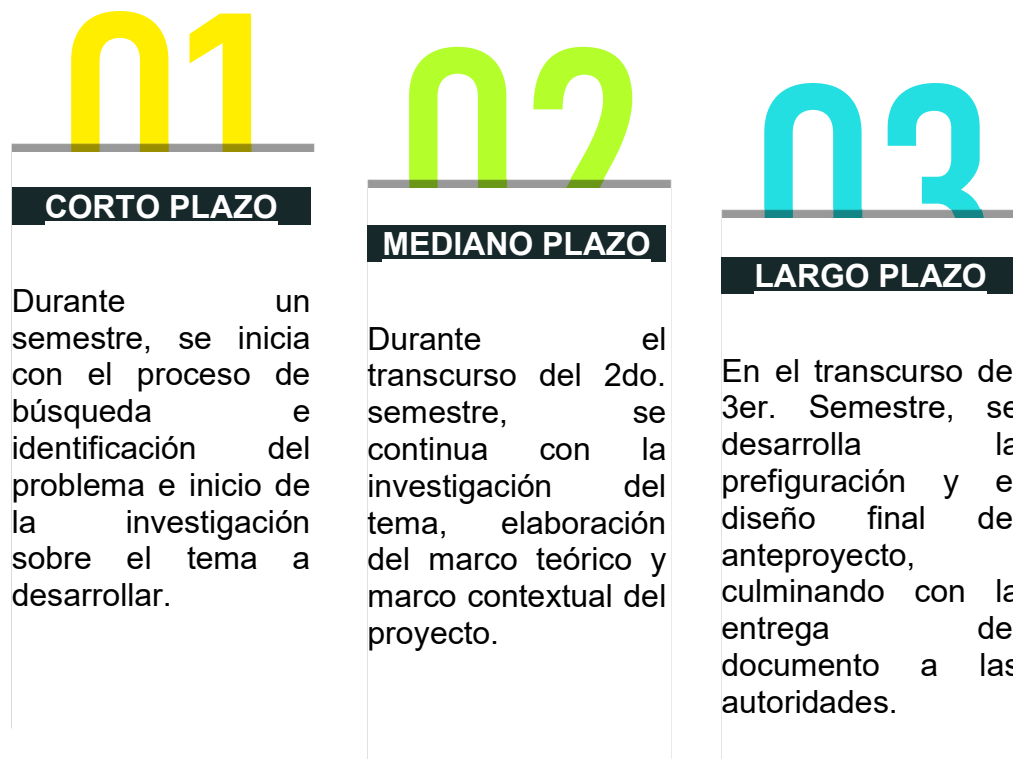 01
CORTO PLAZO
Durante un
semestre, se inicia
con el proceso de
búsqueda e
identificación del
problema e inicio de
la investigación
sobre el tema a
desarrollar.
02
MEDIANO PLAZO
Durante el
transcurso del 2do.
semestre, se
continua con la
investigación del
tema, elaboración
del marco teórico y
marco contextual del
proyecto.
03
LARGO PLAZO
En el transcurso de
3er. Semestre, se
desarrolla la
prefiguración y e
diseño final de
anteproyecto,
culminando con la
entrega de
documento a las
autoridades.